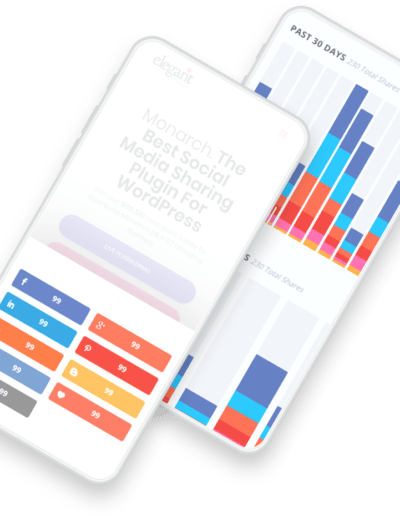 elegant
Monarch. The
Best Social
Media Sharing
Plugin For
WordPress
99
99
99
99
99
99
99
99
99
PAST 30 DAYS 230 Total Shares
S 230 Total Shares